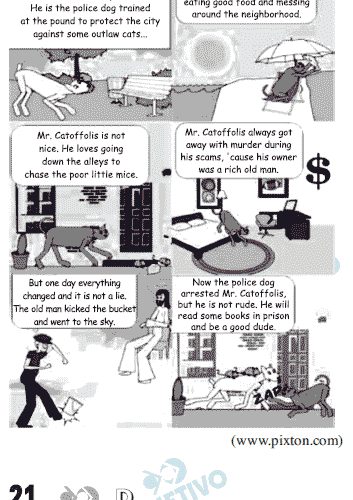 He is the police dog trained
at the pound to protect the city
against some outlaw cats...
eating good food and messing
around the neighborhood.
Mr. Catoffolis is not
nice. He loves going
down the alleys to
chase the poor little mice.
Mr. Catoffolis always got
away with murder during
his scams, 'cause his owner
was a rich old man.
$
But one day everything
changed and it is not a lie.
The old man kicked the bucket
and went to the sky.
Now the police dog
arrested Mr. Catoffolis,
but he is not rude. He will
read some books in prison
and be a good dude.
ZAP!!
(www.pixton.com)
21
D